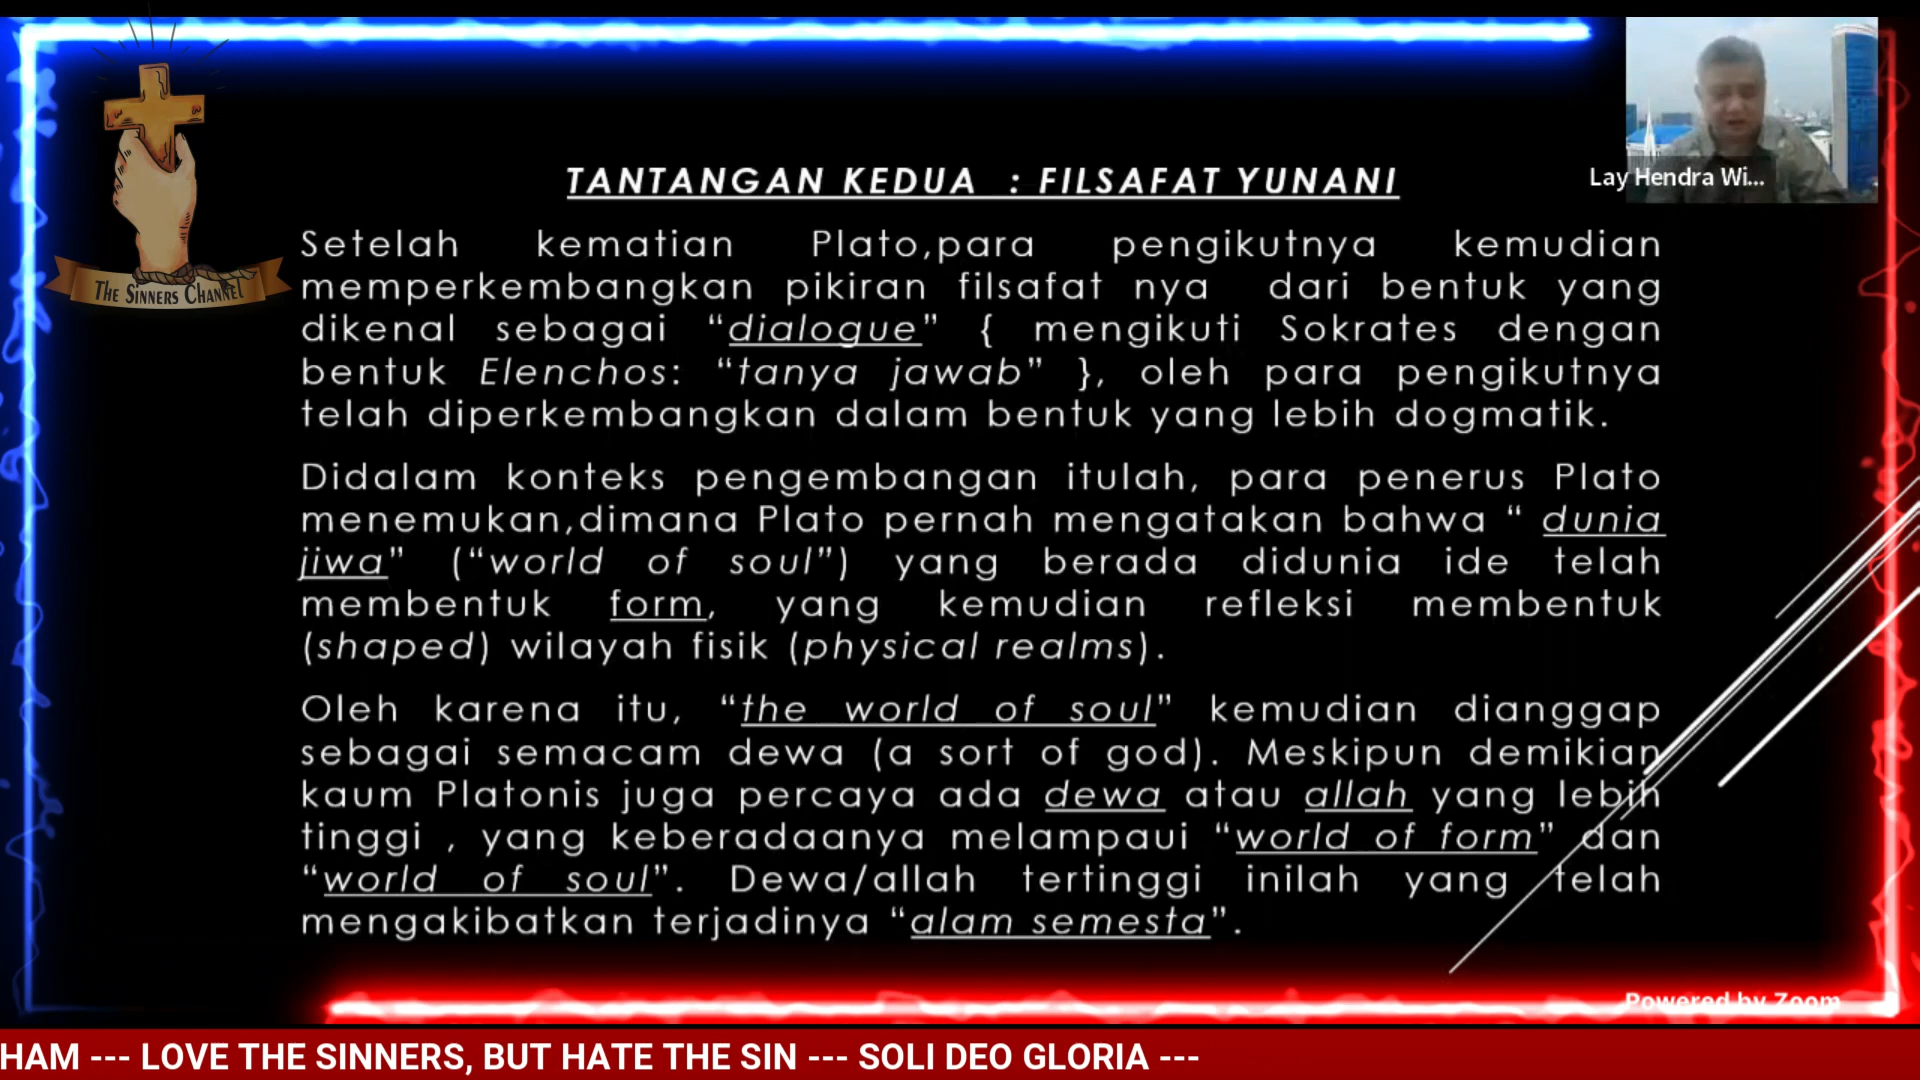 THE SINNERS CHANNEL
Lay Hendra Wi...
TANTANGAN KEDUA : FILSAFAT YUNANI
Setelah kematian Plato,para pengikutnya kemudian
memperkembangkan pikiran filsafat nya dari bentuk yang
dikenal sebagai “dialogue” { mengikuti Sokrates dengan
bentuk Elenchos: “tanya jawab” }, oleh para pengikutnya
telah diperkembangkan dalam bentuk yang lebih dogmatik.
Didalam konteks pengembangan itulah, para penerus Plato
menemukan,dimana Plato pernah mengatakan bahwa “ dunia
jiwa” (“world of soul”) yang berada didunia ide telah
membentuk form, yang kemudian refleksi membentuk
(shaped) wilayah fisik (physical realms).
Oleh karena itu, “the world of soul” kemudian dianggap
sebagai semacam dewa (a sort of god). Meskipun demikian
kaum Platonis juga percaya ada dewa atau allah yang lebih
tinggi , yang keberadaanya melampaui “world of form” dan
“world of soul”. Dewa/allah tertinggi inilah yang telah
mengakibatkan terjadinya “alam semesta”.
Powered by Zoom
HAM --- LOVE THE SINNERS, BUT HATE THE SIN --- SOLI DEO GLORIA ---